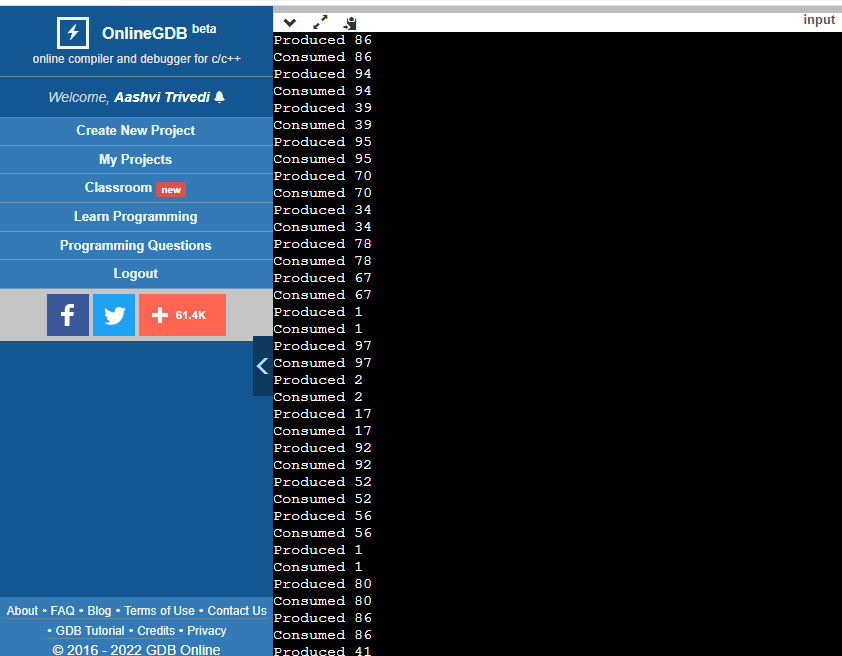 OnlineGDB beta
online compiler and debugger for c/c++
Welcome, Aashvi Trivedi
Create New Project
My Projects
Classroom new
Learn Programming
Programming Questions
Logout
61.4K
About • FAQ • Blog • Terms of Use • Contact Us
• GDB Tutorial • Credits • Privacy
© 2016 - 2022 GDB Online
input
Produced 86
Consumed 86
Produced 94
Consumed 94
Produced 39
Consumed 39
Produced 95
Consumed 95
Produced 70
Consumed 70
Produced 34
Consumed 34
Produced 78
Consumed 78
Produced 67
Consumed 67
Produced 1
Consumed 1
Produced 97
Consumed 97
Produced 2
Consumed 2
Produced 17
Consumed 17
Produced 92
Consumed 92
Produced 52
Consumed 52
Produced 56
Consumed 56
Produced 1
Consumed 1
Produced 80
Consumed 80
Produced 86
Consumed 86
Produced 41